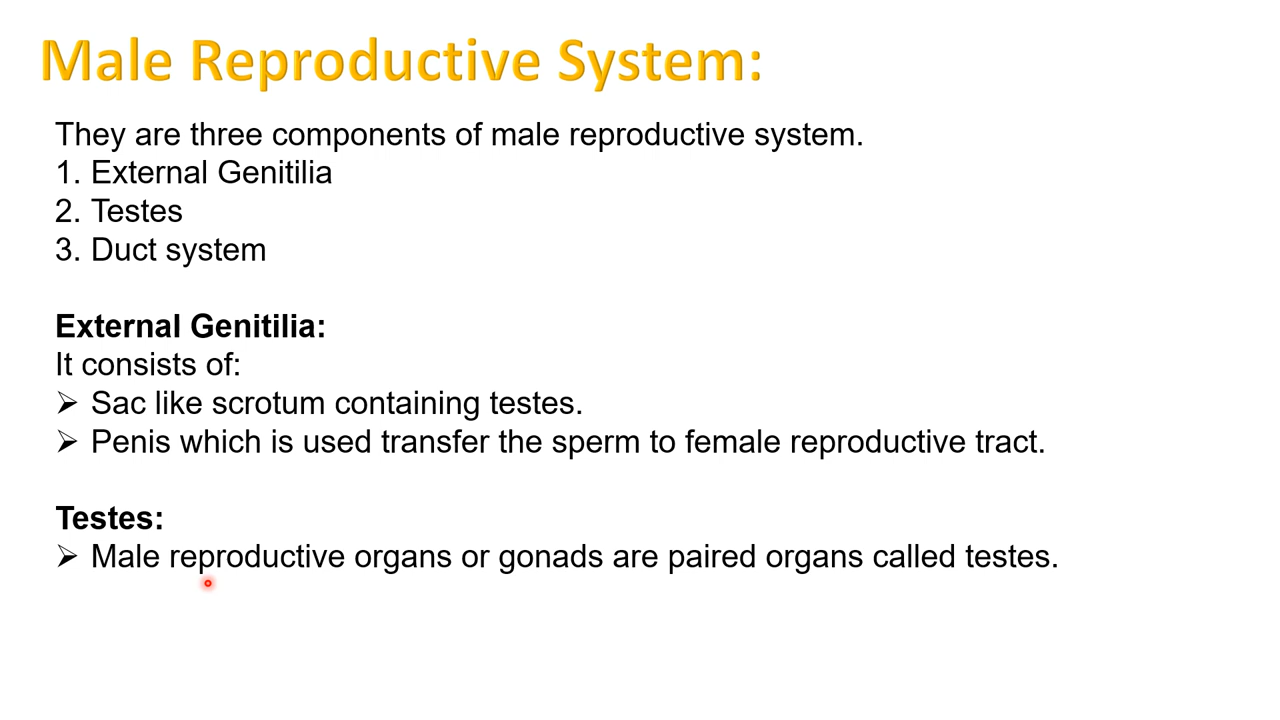 Male Reproductive System:
They are three components of male reproductive system.
1. External Genitilia
2. Testes
3. Duct system
External Genitilia:
It consists of:
➢ Sac like scrotum containing testes.
➢ Penis which is used transfer the sperm to female reproductive tract.
Testes:
➢ Male reproductive organs or gonads are paired organs called testes.